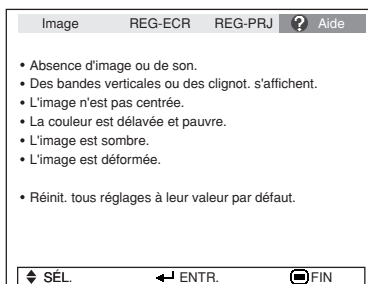 Image REG-ECR REG-PRJ ? Aide
• Absence d'image ou de son.
• Des bandes verticales ou des clignot. s'affichent.
• L'image n'est pas centrée.
• La couleur est délavée et pauvre.
• L'image est sombre.
• L'image est déformée.
• Réinit. tous réglages à leur valeur par défaut.
SÉL. ENTR. FIN